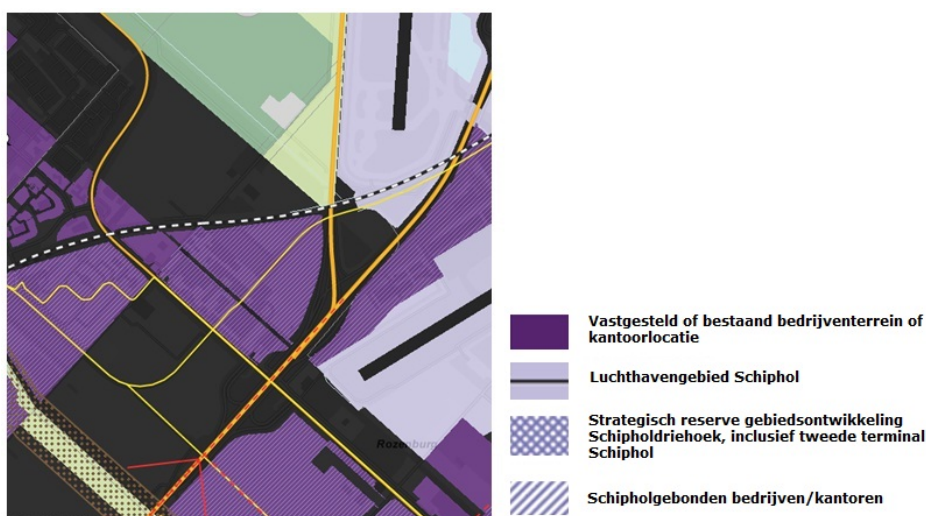 Rozenburg
Vastgesteld of bestaand bedrijventerrein of
kantoorlocatie
Luchthavengebied Schiphol
Strategisch reserve gebiedsontwikkeling
Schipholdriehoek, inclusief tweede terminal
Schiphol
Schipholgebonden bedrijven/kantoren